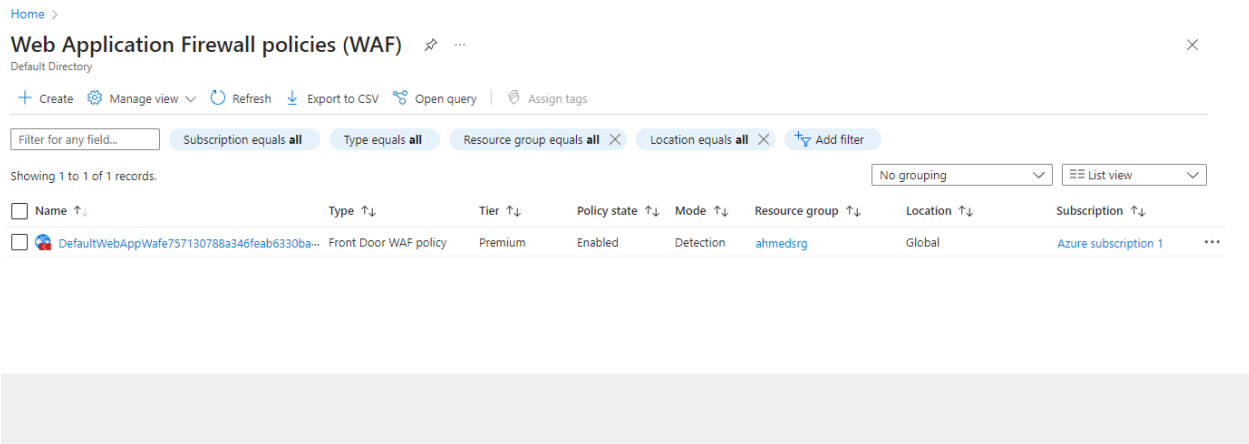 Home >
Web Application Firewall policies (WAF) ...
Default Directory
Create Manage view Refresh Export to CSV Open query Assign tags
Filter for any field... Subscription equals all Type equals all Resource group equals all Location equals all Add filter
Showing 1 to 1 of 1 records. No grouping List view
Name Type Tier Policy state Mode Resource group Location Subscription
DefaultWebAppWafe757130788a346feab6330ba... Front Door WAF policy Premium Enabled Detection ahmedsrg Global Azure subscription 1 ...